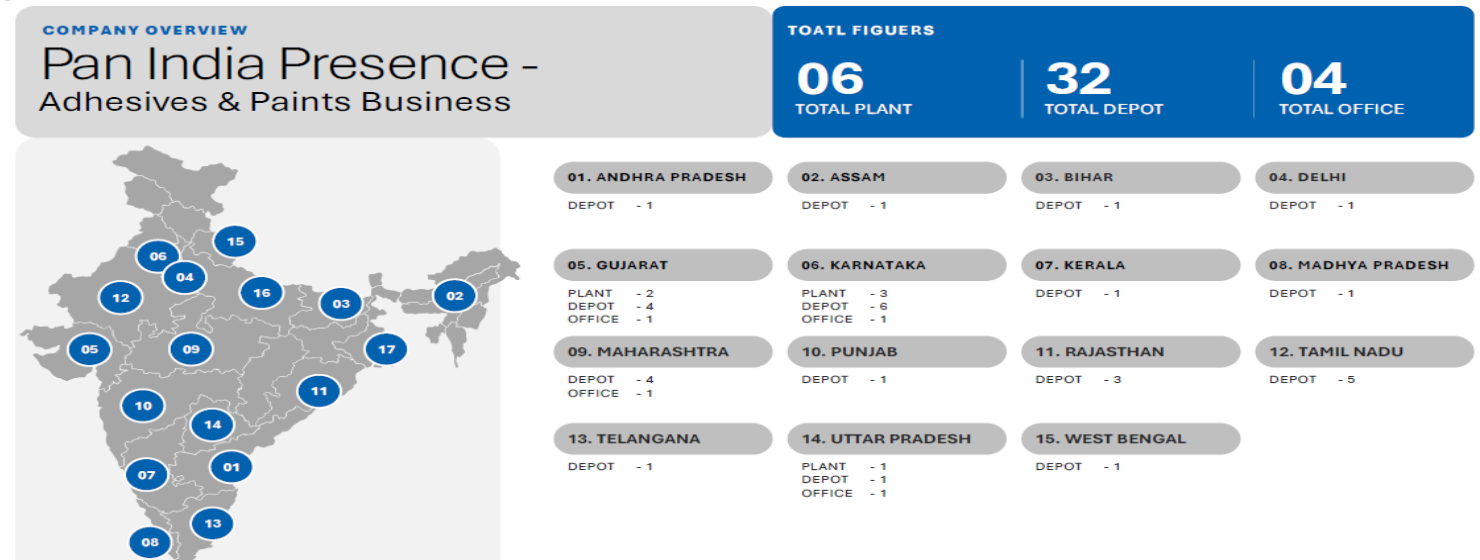 COMPANY OVERVIEW
Pan India Presence -
Adhesives & Paints Business
TOATL FIGUERS
06
TOTAL PLANT
32
TOTAL DEPOT
04
TOTAL OFFICE
15
06
04
12
16
03
02
05
09
17
11
10
14
07
01
13
08
01. ANDHRA PRADESH
DEPOT - 1
02. ASSAM
DEPOT - 1
03. BIHAR
DEPOT - 1
04. DELHI
DEPOT - 1
05. GUJARAT
PLANT - 2
DEPOT - 4
OFFICE - 1
06. KARNATAKA
PLANT - 3
DEPOT - 6
OFFICE - 1
07. KERALA
DEPOT - 1
08. MADHYA PRADESH
DEPOT - 1
09. MAHARASHTRA
DEPOT - 4
OFFICE - 1
10. PUNJAB
DEPOT - 1
11. RAJASTHAN
DEPOT - 3
12. TAMIL NADU
DEPOT - 5
13. TELANGANA
DEPOT - 1
14. UTTAR PRADESH
PLANT - 1
DEPOT - 1
OFFICE - 1
15. WEST BENGAL
DEPOT - 1